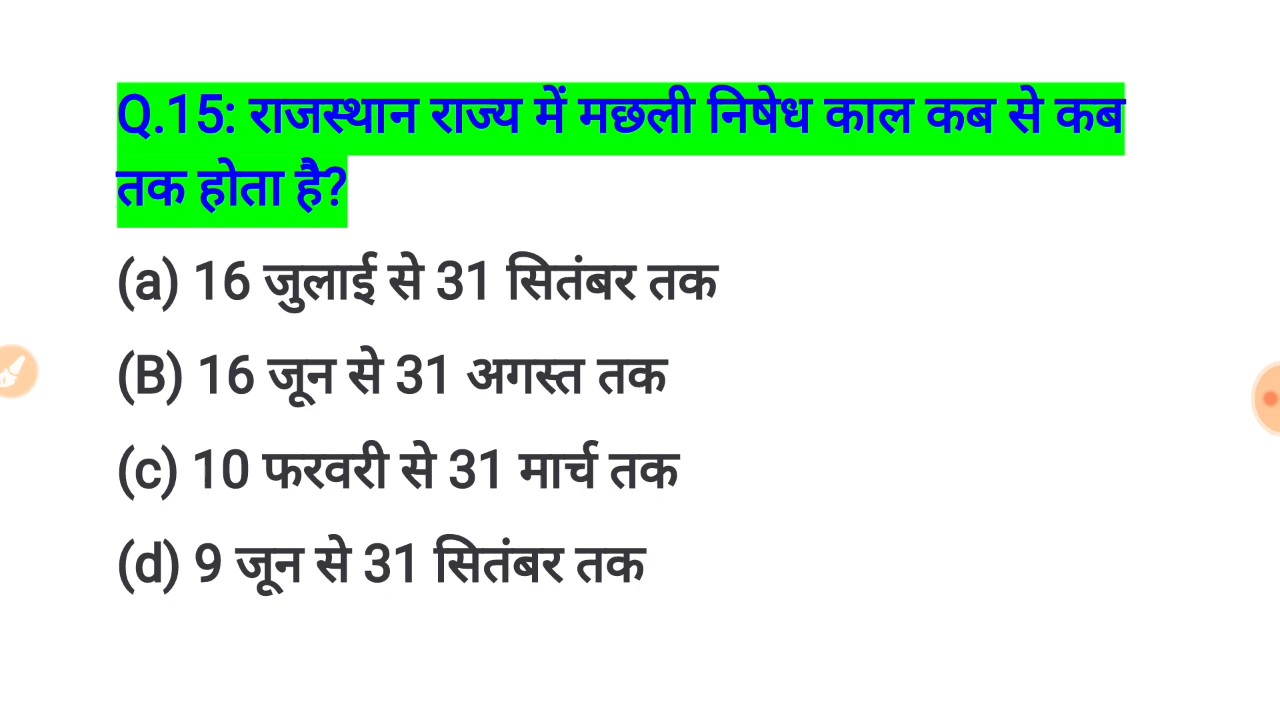 Q.15: राजस्थान राज्य में मछली निषेध काल कब से कब
तक होता है?
(a) 16 जुलाई से 31 सितंबर तक
(B) 16 जून से 31 अगस्त तक
(c) 10 फरवरी से 31 मार्च तक
(d) 9 जून से 31 सितंबर तक